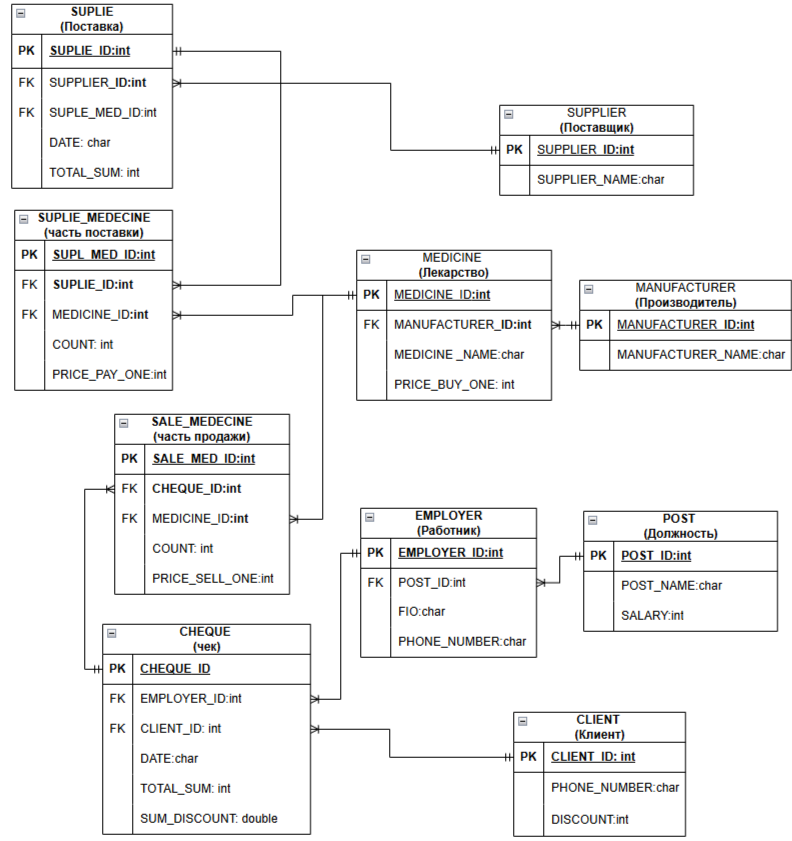 SUPLIE
(Поставка)
PK SUPLIE_ID:int
FK SUPPLIER_ID:int
FK SUPLE_MED_ID:int
DATE: char
TOTAL_SUM: int
SUPPLIER
(Поставщик)
PK SUPPLIER_ID:int
SUPPLIER_NAME:char
SUPLIE_MEDECINE
(часть поставки)
PK SUPL_MED_ID:int
FK SUPLIE_ID:int
FK MEDICINE_ID:int
COUNT: int
PRICE_PAY_ONE:int
MEDICINE
(Лекарство)
PK MEDICINE_ID:int
FK MANUFACTURER_ID:int
MEDICINE _NAME:char
PRICE_BUY_ONE: int
MANUFACTURER
(Производитель)
PK MANUFACTURER_ID:int
MANUFACTURER_NAME:char
SALE_MEDECINE
(часть продажи)
PK SALE_MED_ID:int
FK CHEQUE_ID:int
FK MEDICINE_ID:int
COUNT: int
PRICE_SELL_ONE:int
EMPLOYER
(Работник)
PK EMPLOYER_ID:int
FK POST_ID:int
FIO:char
PHONE_NUMBER:char
POST
(Должность)
PK POST_ID:int
POST_NAME:char
SALARY:int
CHEQUE
(чек)
PK CHEQUE_ID
FK EMPLOYER_ID:int
FK CLIENT_ID: int
DATE:char
TOTAL_SUM: int
SUM_DISCOUNT: double
CLIENT
(Клиент)
PK CLIENT_ID: int
PHONE_NUMBER:char
DISCOUNT:int